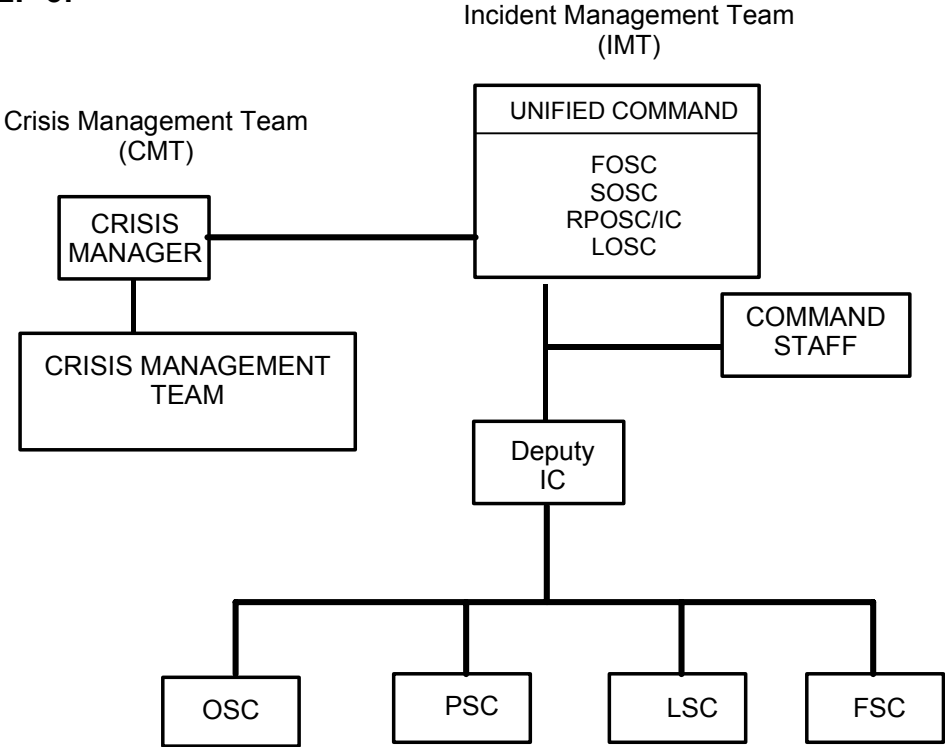 Incident Management Team
(IMT)
UNIFIED COMMAND
FOSC
SOSC
RPOSC/IC
LOSC
Crisis Management Team
(CMT)
CRISIS
MANAGER
CRISIS MANAGEMENT
TEAM
COMMAND
STAFF
Deputy
IC
OSC
PSC
LSC
FSC